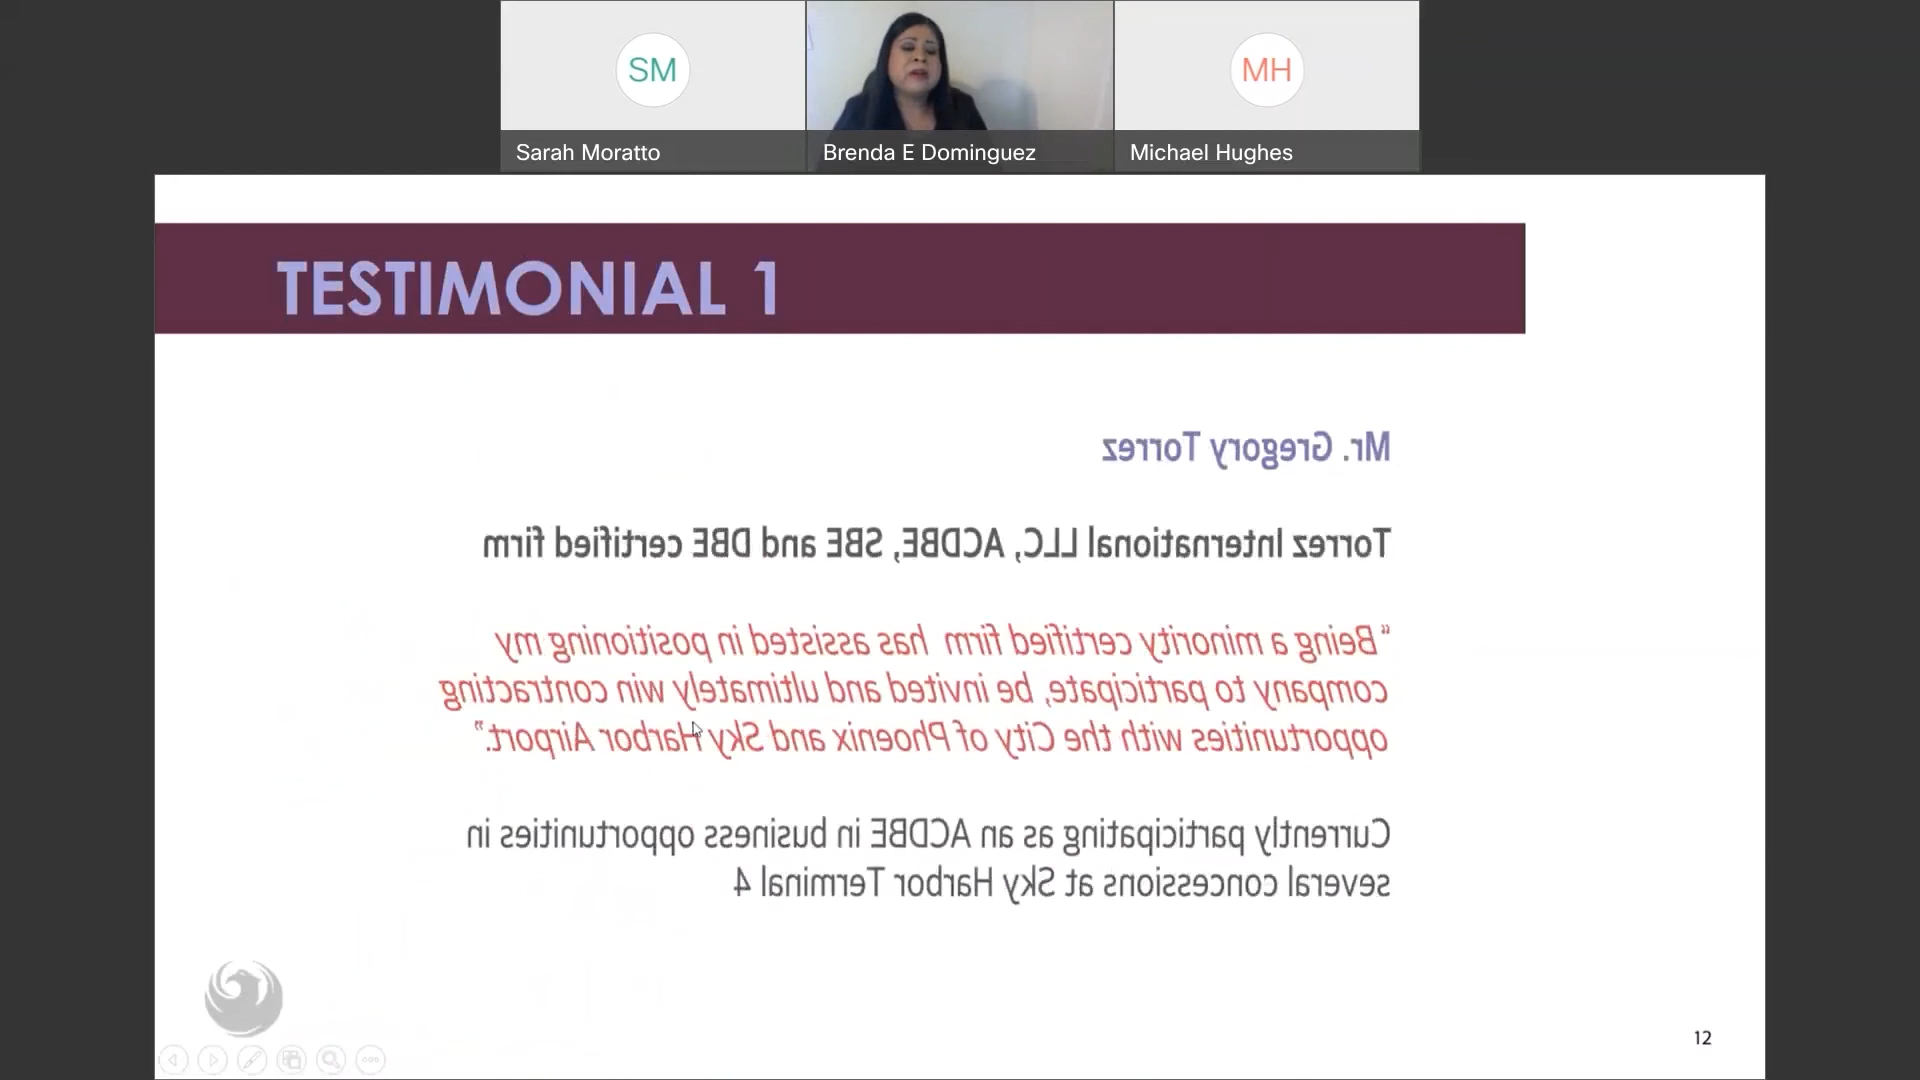 SM
MH
Sarah Moratto
Brenda E Dominguez
Michael Hughes
TESTIMONIAL 1
Mr. Gregory Torrez
Torrez International LLC, ACDBE, SBE and DBE certified firm
“Being a minority certified firm has assisted in positioning my
company to participate, be invited and ultimately win contracting
opportunities with the City of Phoenix and Sky Harbor Airport.”
Currently participating as an ACDBE in business opportunities in
several concessions at Sky Harbor Terminal 4
12